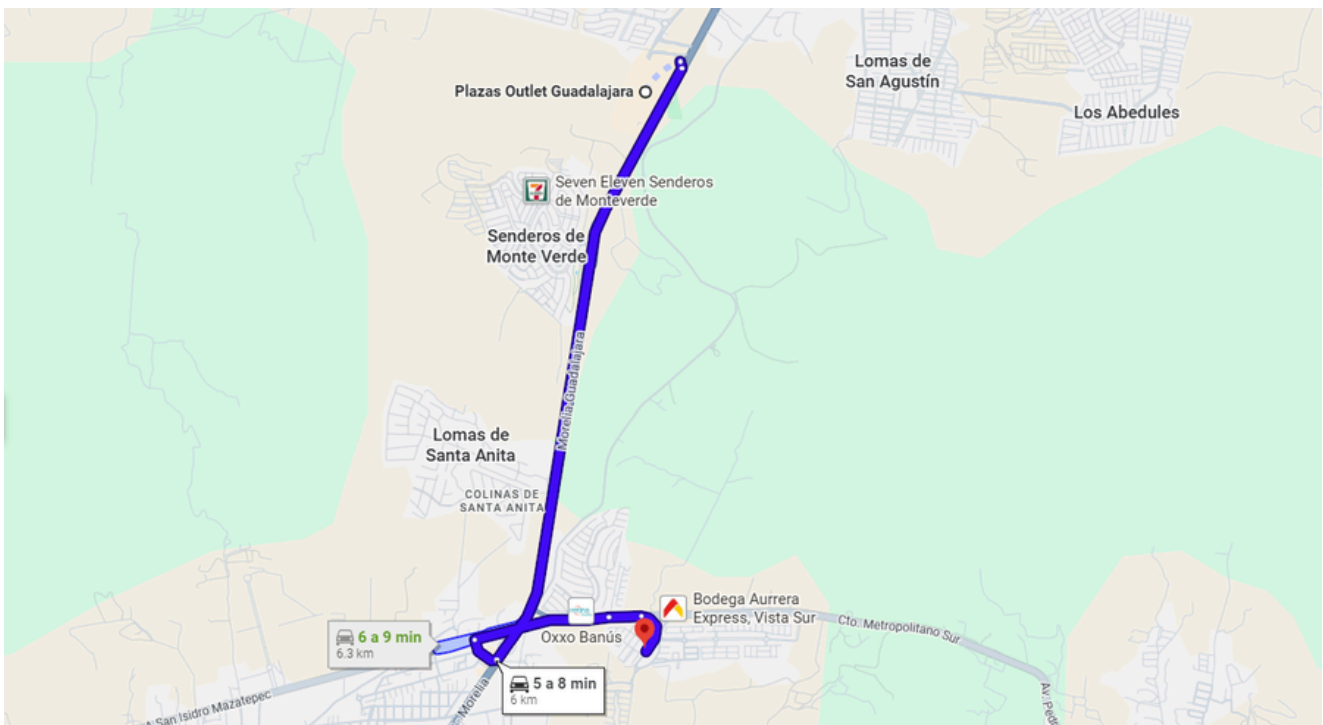 Lomas de
San Agustín
Plazas Outlet Guadalajara
Los Abedules
Seven Eleven Senderos
de Monteverde
Senderos de
Monte Verde
Morelia Guadalajara
Lomas de
Santa Anita
COLINAS DE
SANTA ANITA
Bodega Aurrera
Express, Vista Sur
Oxxo Banús
Cto. Metropolitano Sur
6 a 9 min
6.3 km
5 a 8 min
6 km
Morelia
San Isidro Mazatepec